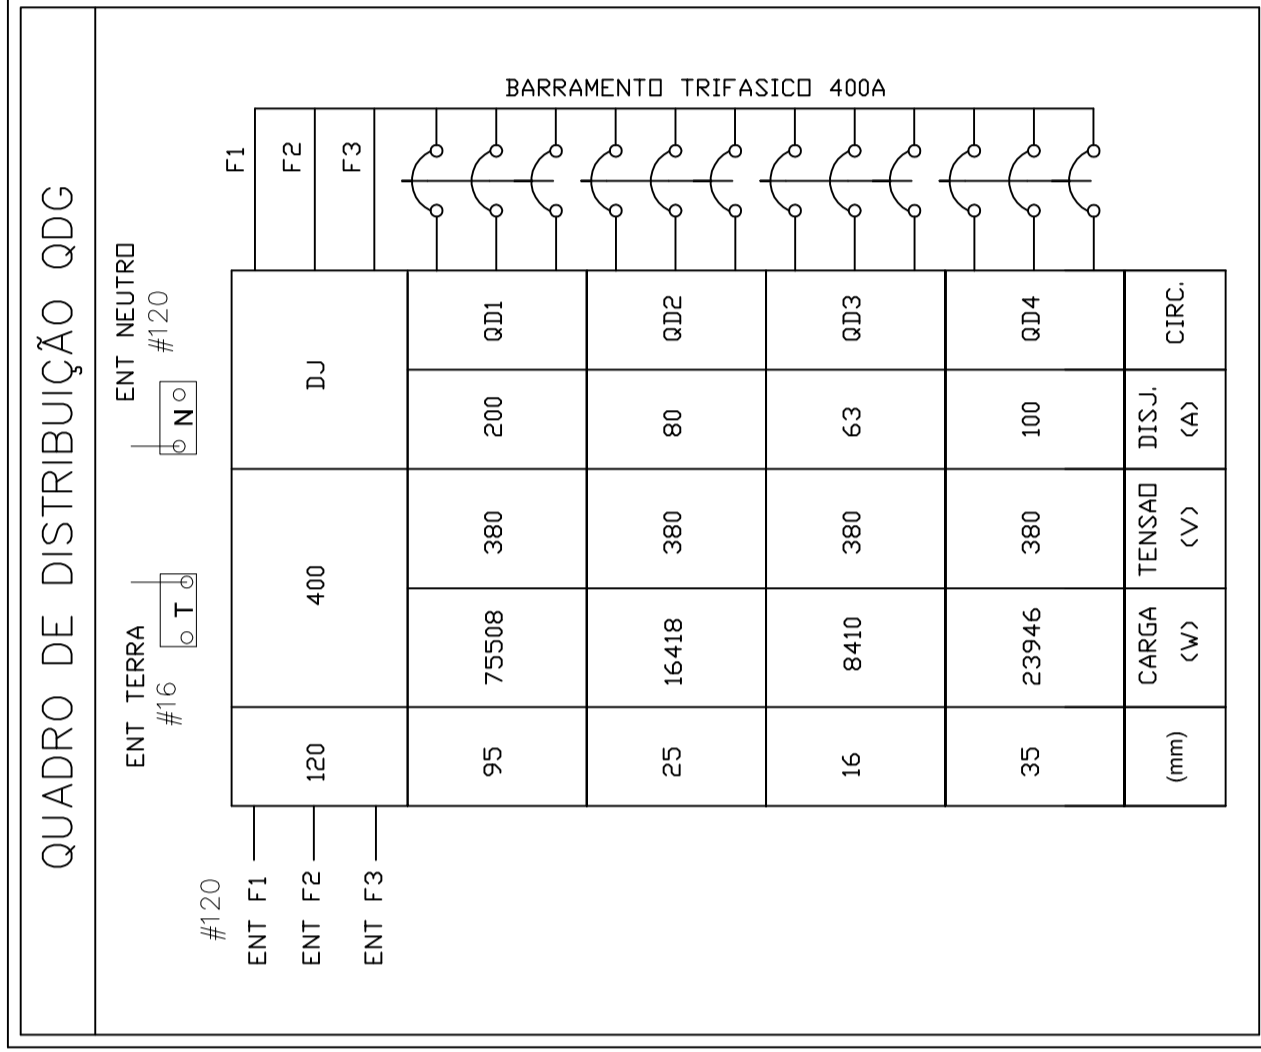 QUADRO DE DISTRIBUIÇÃO QDG
ENT TERRA
#16
T
ENT NEUTRO
#120
N
#120
ENT F1
ENT F2
ENT F3
120
400
DJ
F1
F2
F3
BARRAMENTO TRIFASICO 400A
95
75508
380
200
QD1
25
16418
380
80
QD2
16
8410
380
63
QD3
35
23946
380
100
QD4
(mm)
CARGA
(W)
TENSAO
(V)
DISJ.
(A)
CIRC.